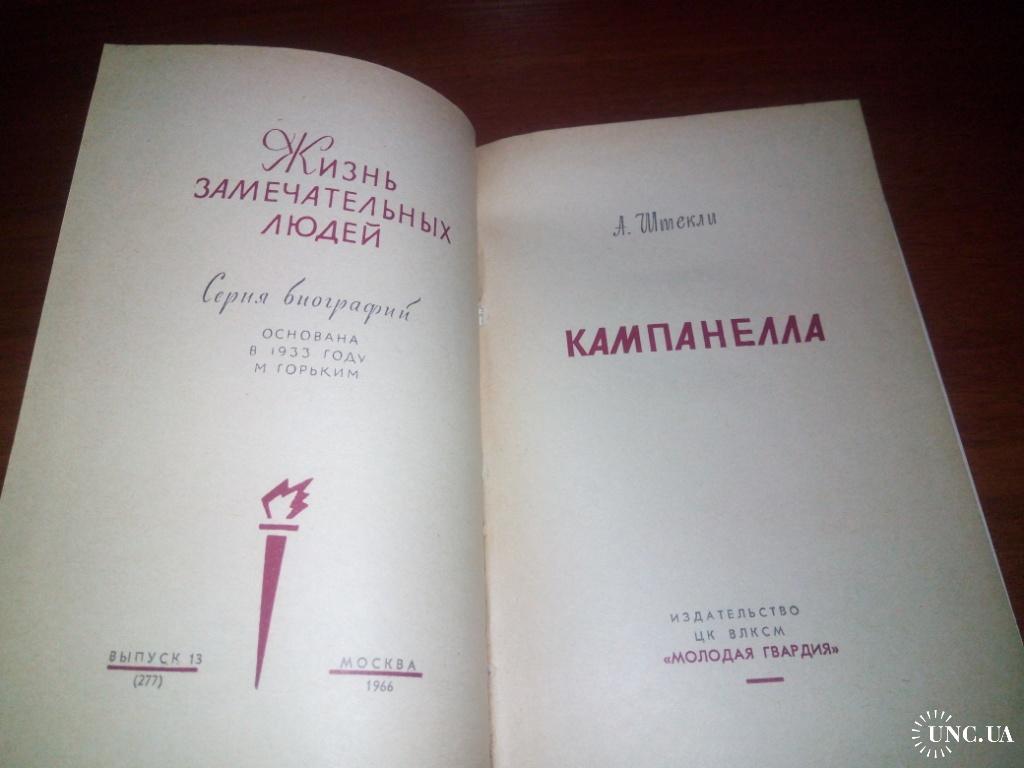 Жизнь
ЗАМЕЧАТЕЛЬНЫХ
ЛЮДЕЙ
Серия биографий
ОСНОВАНА
В 1933 ГОДУ
М ГОРЬКИМ
ВЫПУСК 13
(277)
МОСКВА
1966
А. Штекли
КАМПАНЕЛЛА
ИЗДАТЕЛЬСТВО
ЦК ВЛКСМ
«МОЛОДАЯ ГВАРДИЯ»
UNC.UA